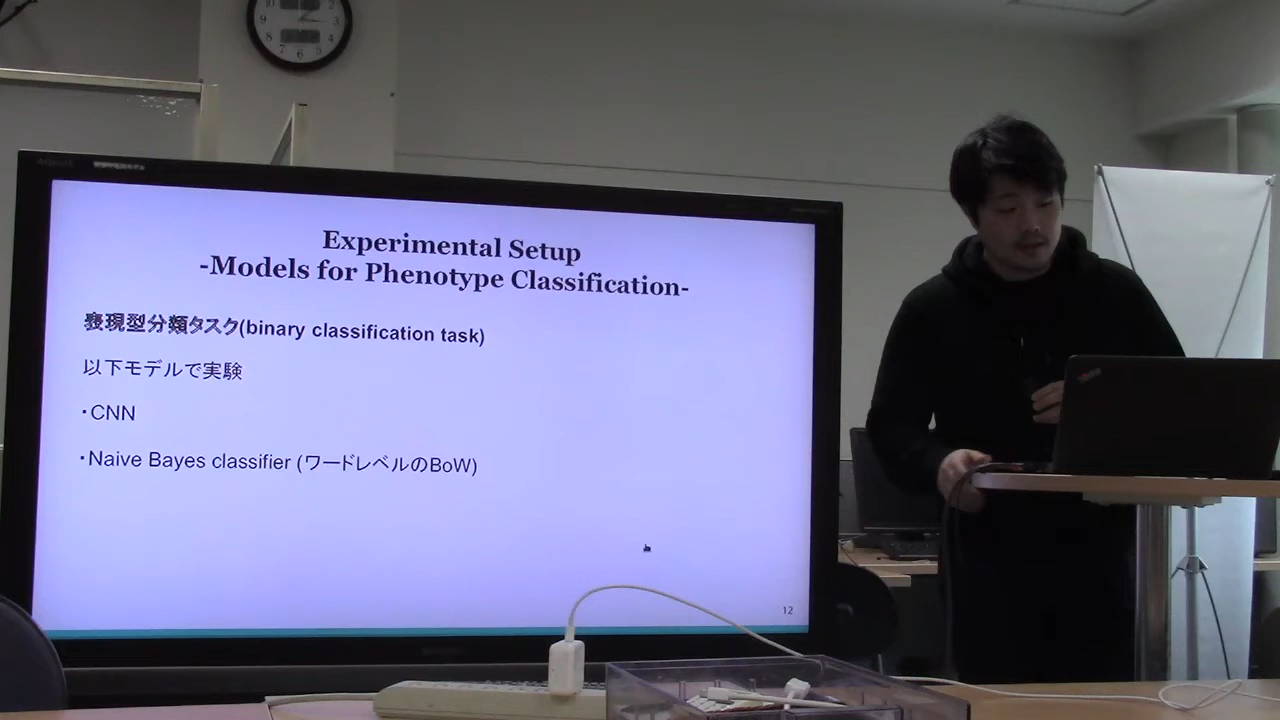 Experimental Setup
-Models for Phenotype Classification-
表現型分類タスク(binary classification task)
以下モデルで実験
・CNN
・Naive Bayes classifier (ワードレベルのBoW)
12